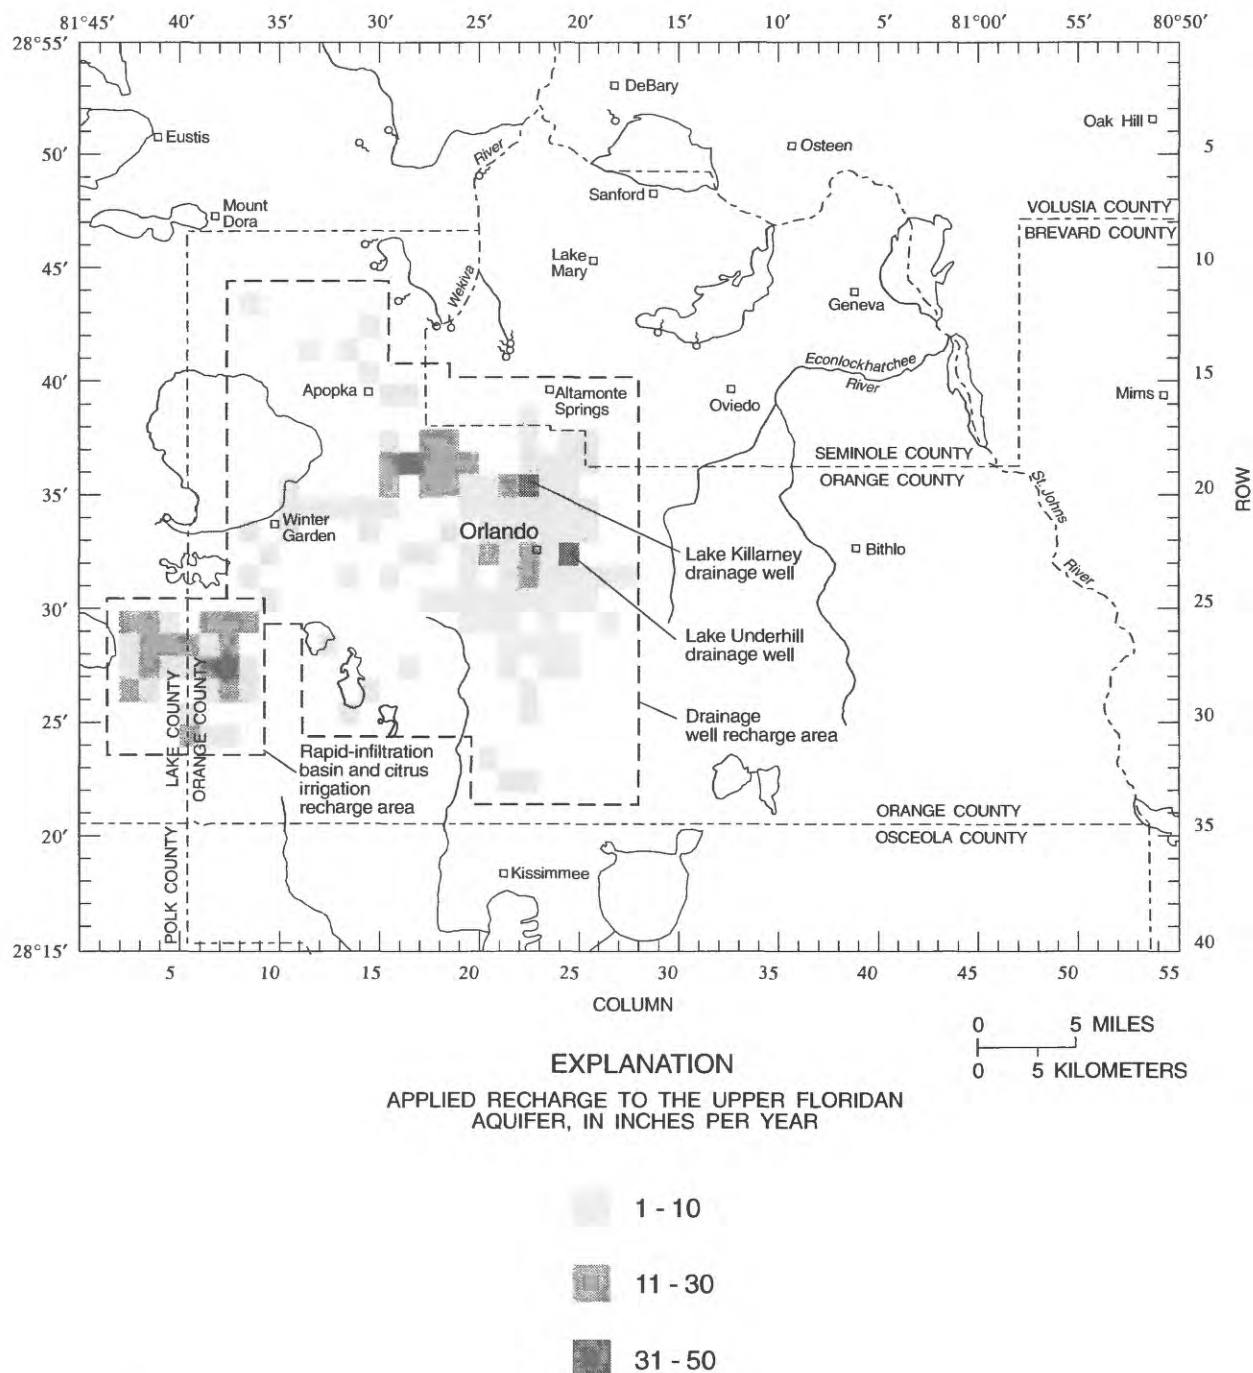 81°45′ 40′ 35′ 30′ 25′ 20′ 15′ 10′ 5′ 81°00′ 55′ 80°50′
28°55′
DeBary
Oak Hill
Eustis
Osteen
50′
River
5
Sanford
Mount
Dora
VOLUSIA COUNTY
BREVARD COUNTY
Lake
Mary
45′
10
Wekiva
Geneva
Econlockhatchee
River
40′
15
Apopka
Altamonte
Springs
Oviedo
Mims
SEMINOLE COUNTY
ORANGE COUNTY
35′
20
ROW
St. Johns
River
Winter
Garden
Orlando
Bithlo
Lake Killarney
drainage well
30′
25
Lake Underhill
drainage well
LAKE COUNTY
ORANGE COUNTY
25′
30
Drainage
well recharge area
Rapid-infiltration
basin and citrus
irrigation
recharge area
ORANGE COUNTY
OSCEOLA COUNTY
20′
35
POLK COUNTY
Kissimmee
28°15′
40
5 10 15 20 25 30 35 40 45 50 55
COLUMN
0 5 MILES
0 5 KILOMETERS
EXPLANATION
APPLIED RECHARGE TO THE UPPER FLORIDAN
AQUIFER, IN INCHES PER YEAR
1 - 10
11 - 30
31 - 50